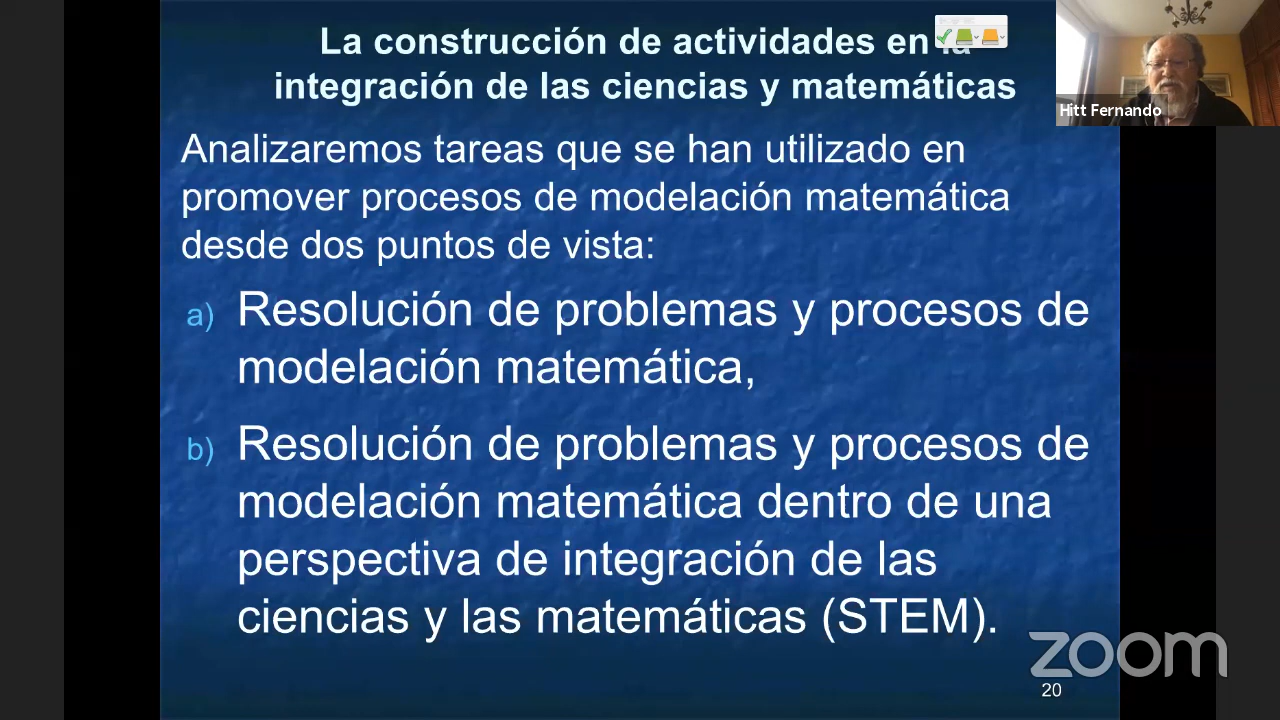 La construcción de actividades en la
integración de las ciencias y matemáticas
Hitt Fernando
Analizaremos tareas que se han utilizado en
promover procesos de modelación matemática
desde dos puntos de vista:
a) Resolución de problemas y procesos de
modelación matemática,
b) Resolución de problemas y procesos de
modelación matemática dentro de una
perspectiva de integración de las
ciencias y las matemáticas (STEM).
zoom
20